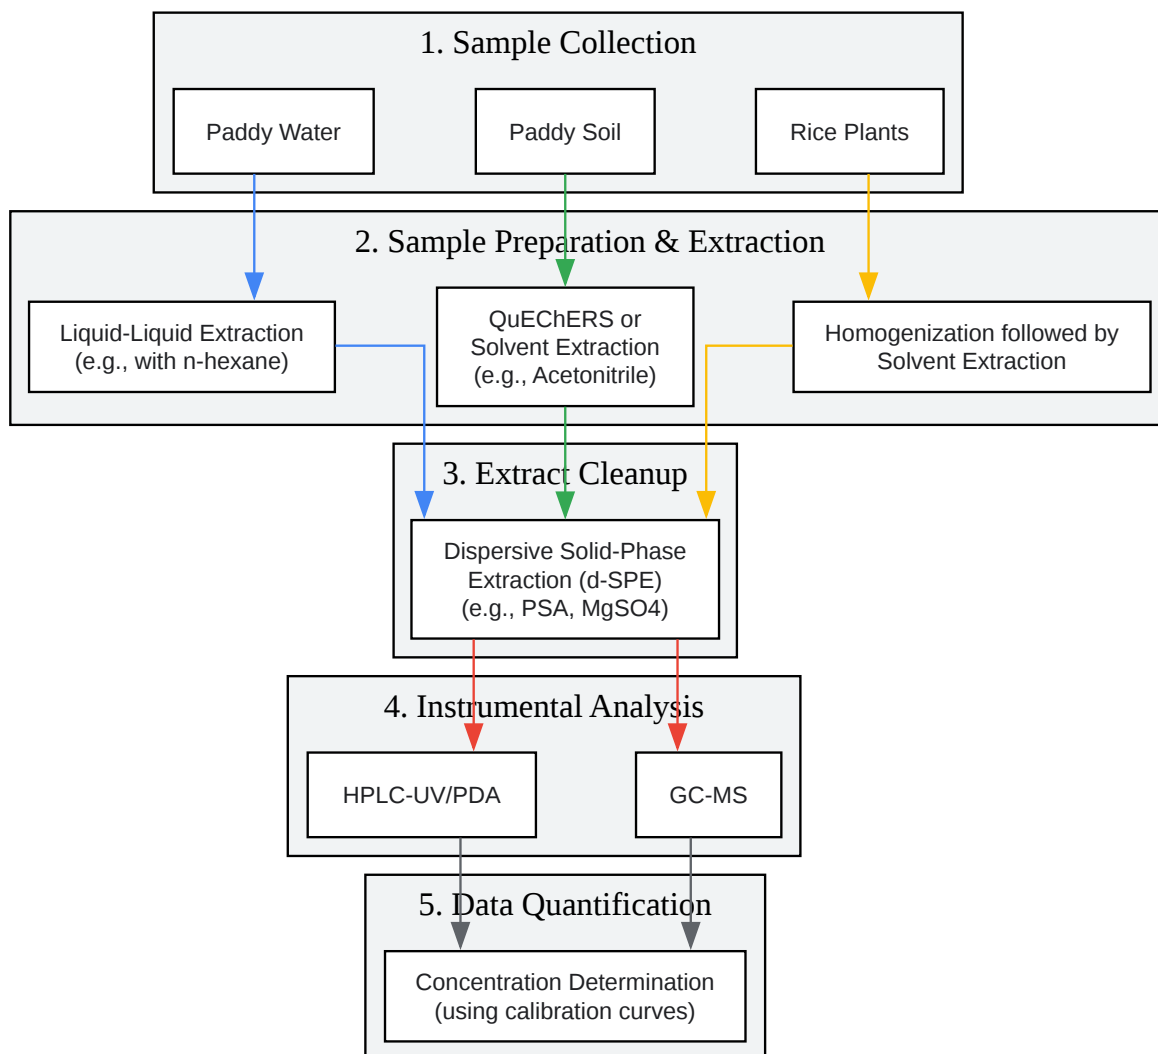 1. Sample Collection
Paddy Water
Paddy Soil
Rice Plants
2. Sample Preparation & Extraction
Liquid-Liquid Extraction
(e.g., with n-hexane)
QuEChERS or
Solvent Extraction
(e.g., Acetonitrile)
Homogenization followed by
Solvent Extraction
3. Extract Cleanup
Dispersive Solid-Phase
Extraction (d-SPE)
(e.g., PSA, MgSO4)
4. Instrumental Analysis
HPLC-UV/PDA
GC-MS
5. Data Quantification
Concentration Determination
(using calibration curves)